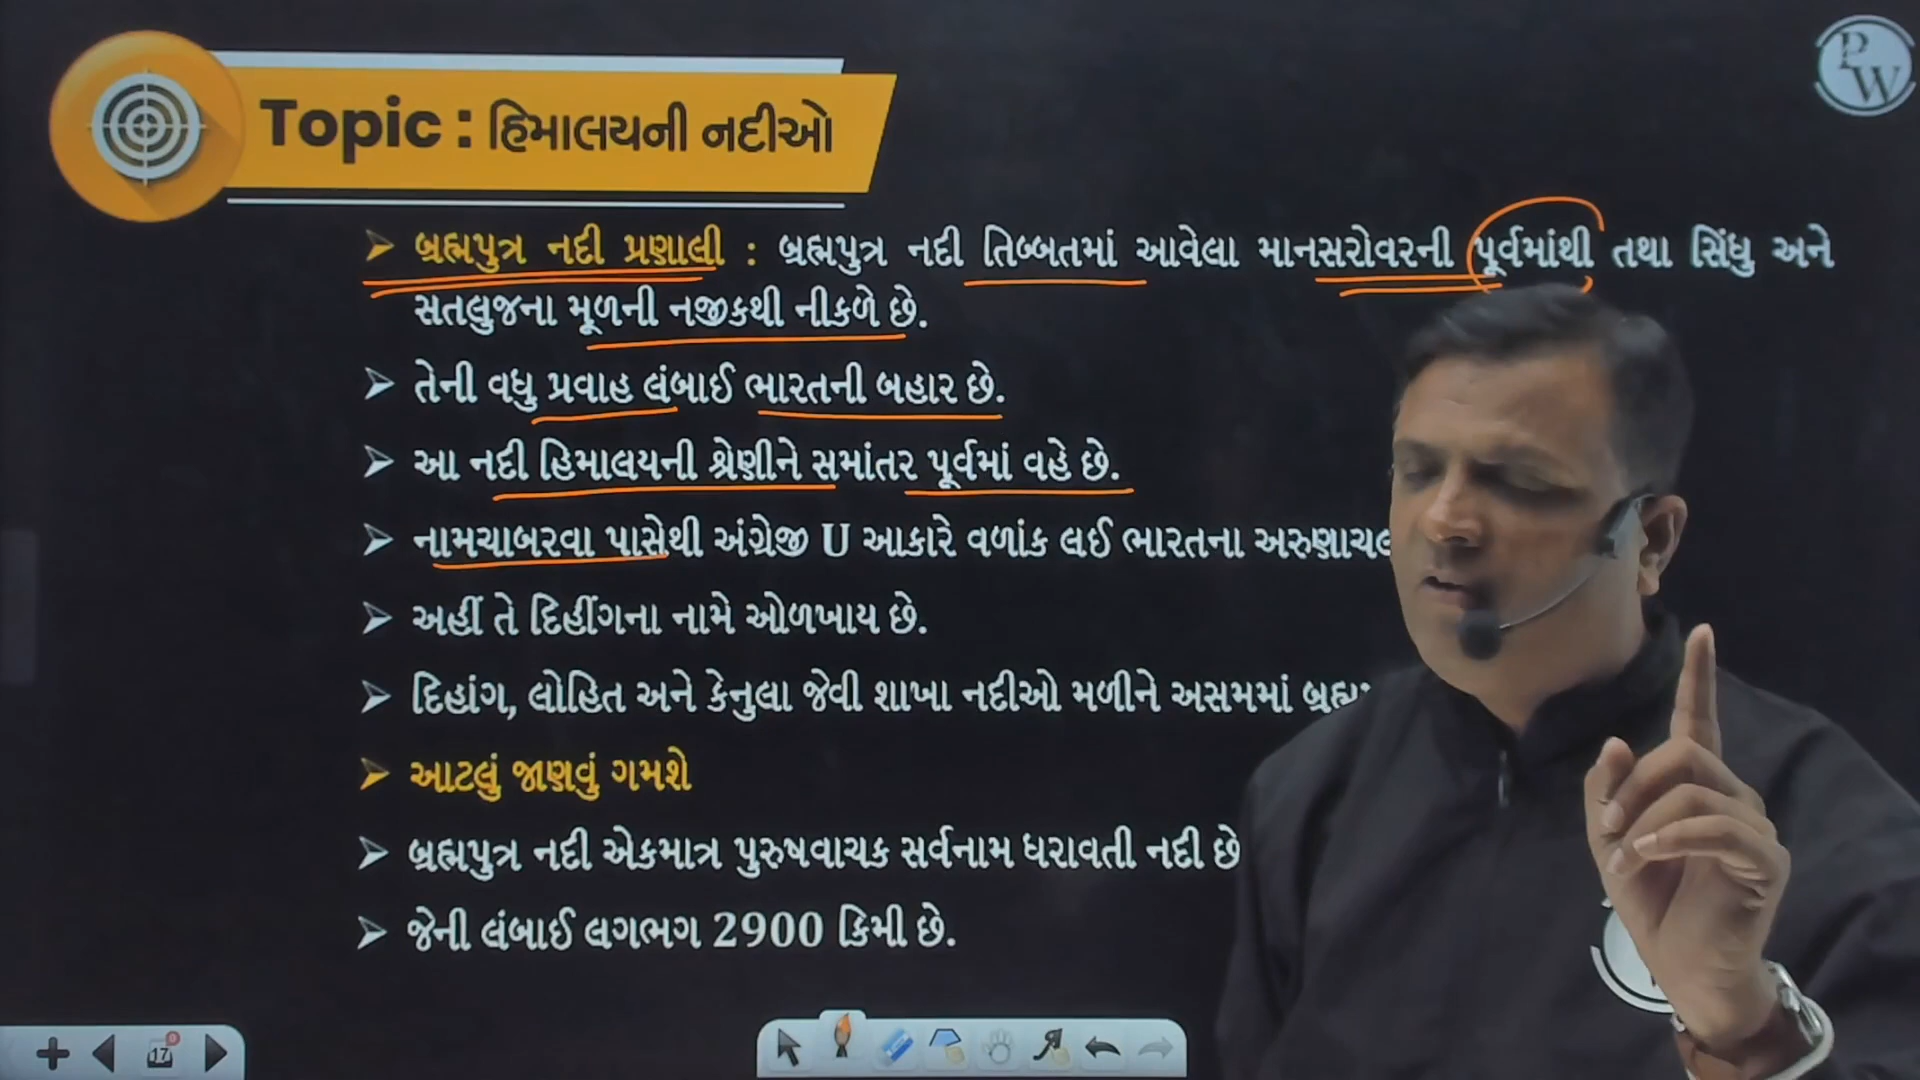 PW
Topic : હિમાલયની નદીઓ
બ્રહ્મપુત્ર નદી પ્રણાલી : બ્રહ્મપુત્ર નદી તિબ્બતમાં આવેલા માનસરોવરની પૂર્વમાંથી તથા સિંધુ અને
સતલુજના મૂળની નજીકથી નીકળે છે.
તેની વધુ પ્રવાહ લંબાઈ ભારતની બહાર છે.
આ નદી હિમાલયની શ્રેણીને સમાંતર પૂર્વમાં વહે છે.
નામચાબરવા પાસેથી અંગ્રેજી U આકારે વળાંક લઈ ભારતના
અહીં તે દિહીંગના નામે ઓળખાય છે.
દિહાંગ, લોહિત અને કેનુલા જેવી શાખા નદીઓ મળીને અસમમાં
આટલું જાણવું ગમશે
બ્રહ્મપુત્ર નદી એકમાત્ર પુરુષવાચક સર્વનામ ધરાવતી નદી છે
જેની લંબાઈ લગભગ 2900 કિમી છે.
17